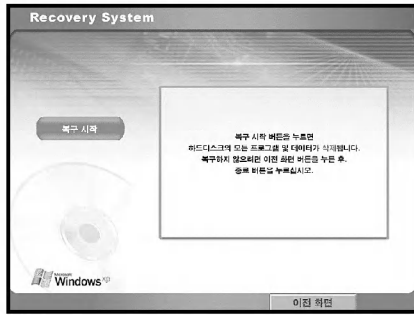 Recovery System
복구 시작
복구 시작 버튼을 누르면
하드디스크의 모든 프로그램 및 데이터가 삭제됩니다.
복구하지 않으려면 이전 화면 버튼을 누른 후,
종료 버튼을 누르십시오.
Microsoft
Windows xp
이전 화면